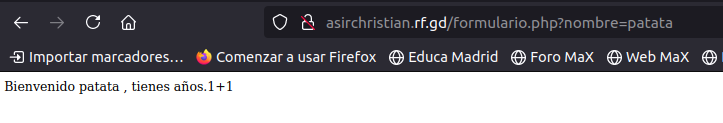 asirchristian.rf.gd/formulario.php?nombre=patata
Importar marcadores... Comenzar a usar Firefox Educa Madrid Foro MaX Web MaX
Bienvenido patata , tienes años.1+1